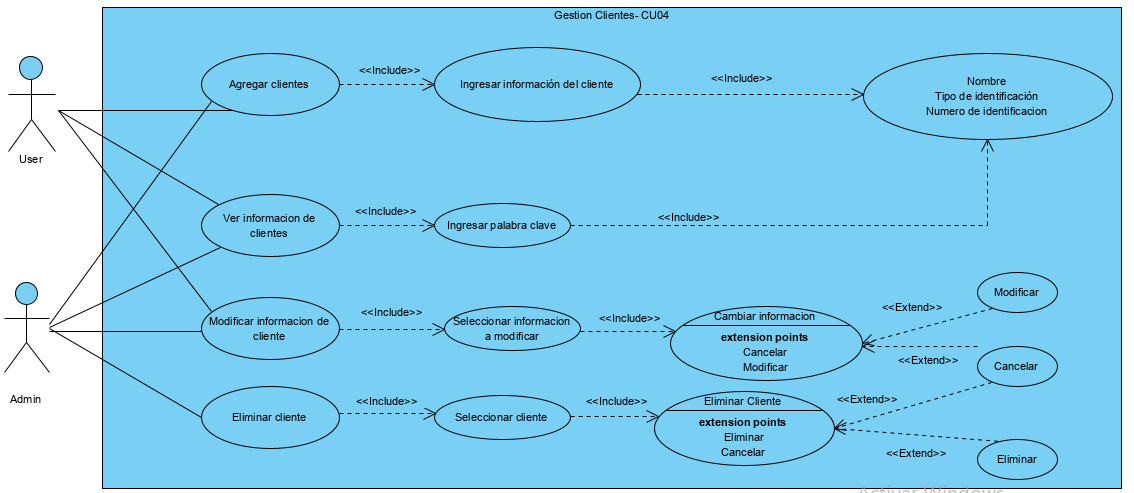 Gestion Clientes- CU04
User
Admin
Agregar clientes
<<Include>>
Ingresar información del cliente
<<Include>>
Nombre
Tipo de identificación
Numero de identificacion
Ver informacion de
clientes
<<Include>>
Ingresar palabra clave
<<Include>>
Modificar informacion de
cliente
<<Include>>
Seleccionar informacion
a modificar
<<Include>>
Cambiar informacion
extension points
Cancelar
Modificar
<<Extend>>
Modificar
<<Extend>>
Cancelar
Eliminar cliente
<<Include>>
Seleccionar cliente
<<Include>>
Eliminar Cliente
extension points
Eliminar
Cancelar
<<Extend>>
<<Extend>>
Eliminar
Activar Windows